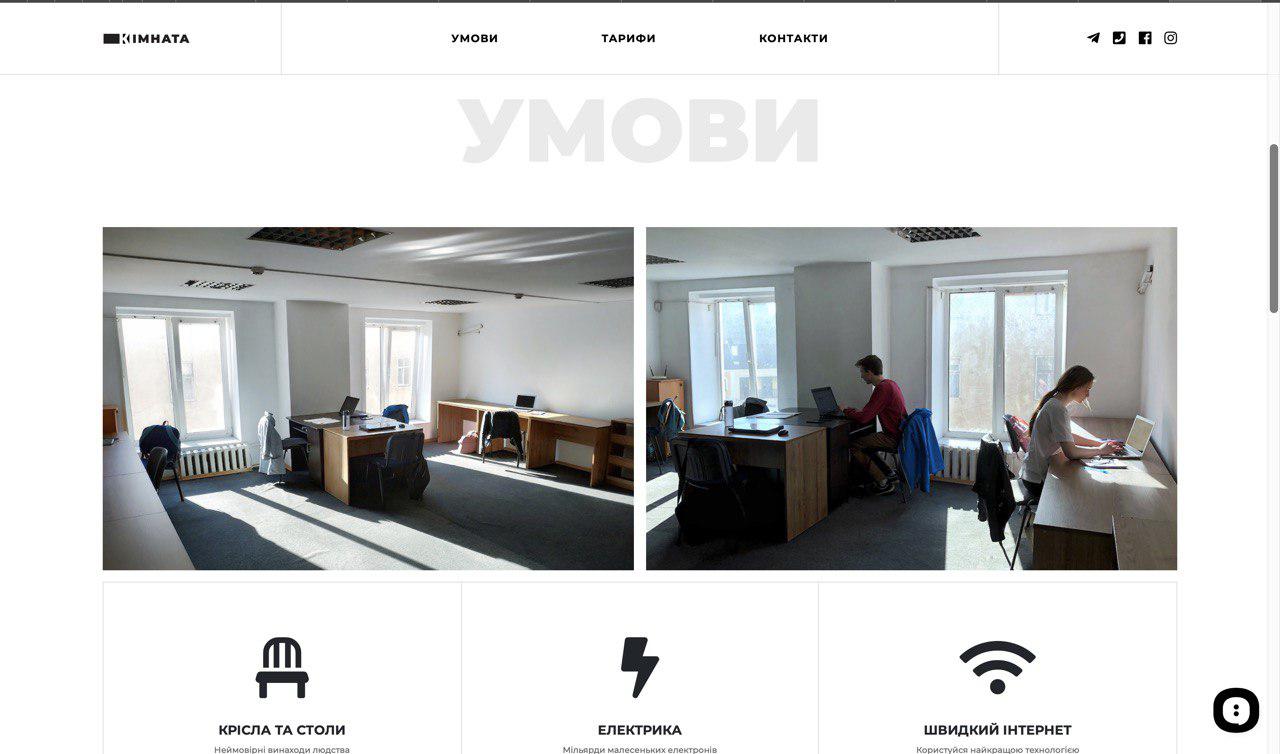 КІМНАТА
УМОВИ
ТАРИФИ
КОНТАКТИ
УМОВИ
КРІСЛА ТА СТОЛИ
ЕЛЕКТРИКА
ШВИДКИЙ ІНТЕРНЕТ
Неймовірні винаходи людства
Мільярди малесеньких електронів
Користуйся найкращою технологією